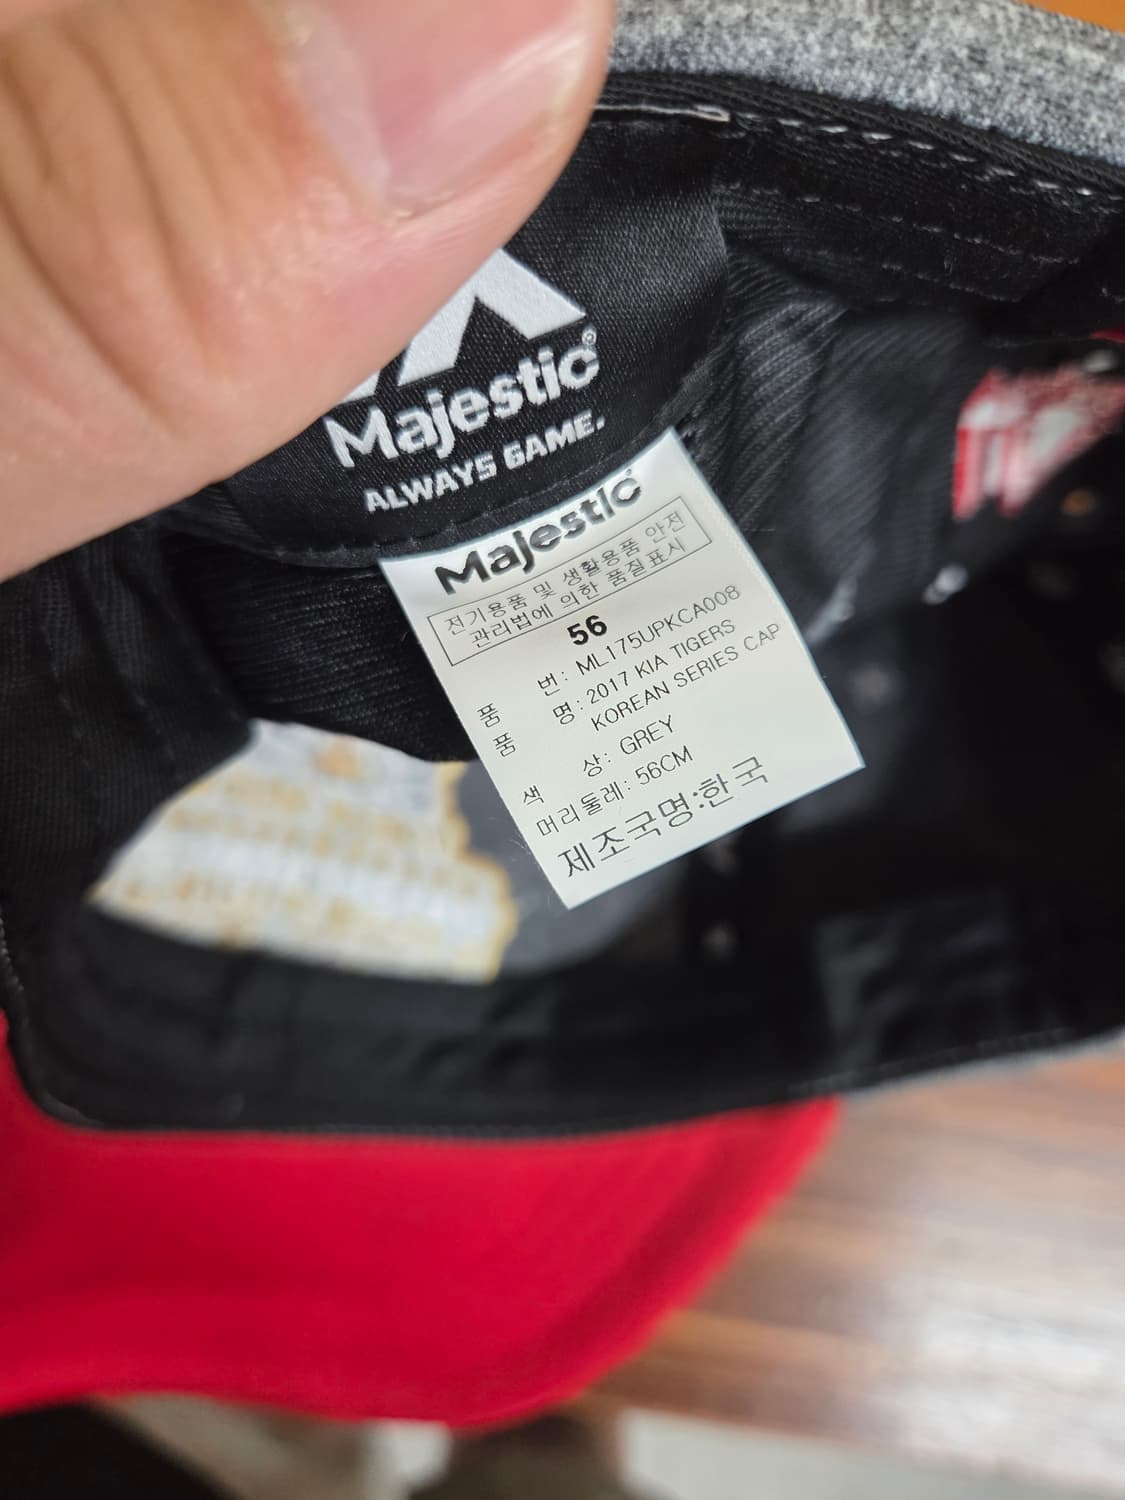 Majestic®
ALWAYS GAME.
Majestic
전기용품 및 생활용품 안전
관리법에 의한 품질표시
56
품 번: ML175UPKCA008
품 명: 2017 KIA TIGERS
KOREAN SERIES CAP
색 상: GREY
머리둘레: 56CM
제조국명:한국